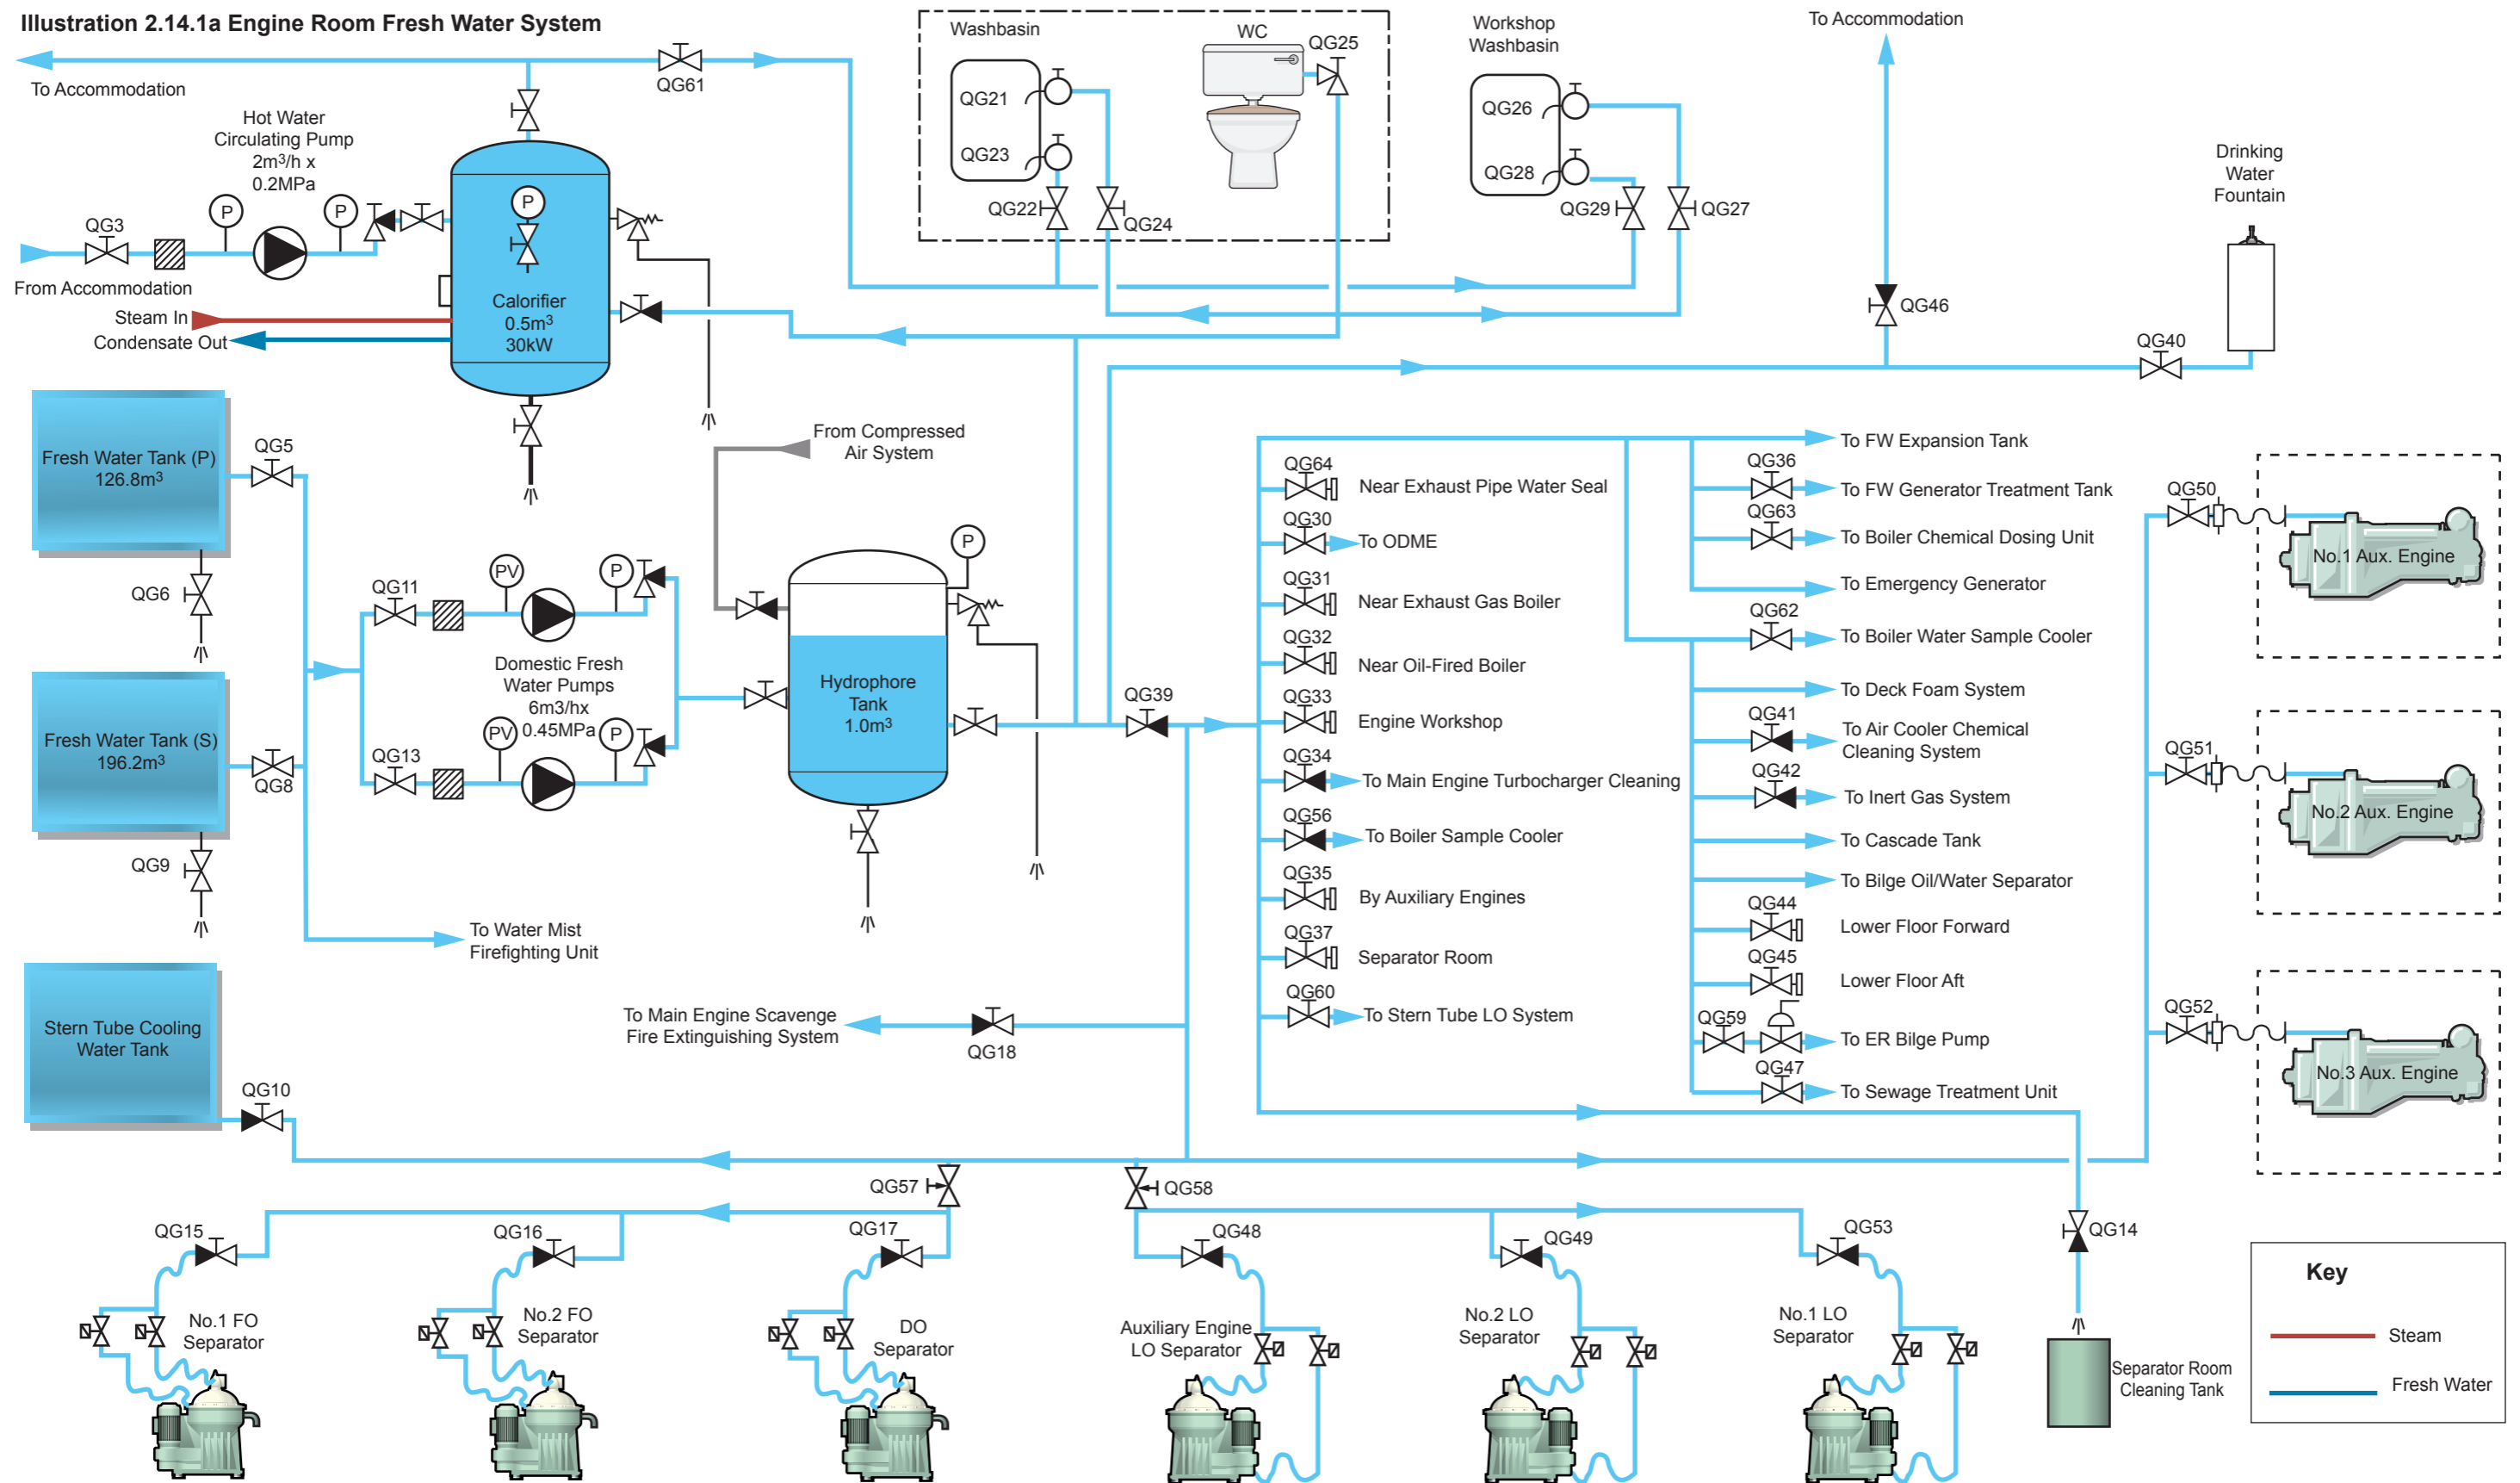 Illustration 2.14.1a Engine Room Fresh Water System
To Accommodation
QG61
Hot Water
Circulating Pump
2m³/h x
0.2MPa
QG3
P
P
From Accommodation
Steam In
Condensate Out
P
Calorifier
0.5m³
30kW
Washbasin
QG21
QG23
QG22
QG24
WC
QG25
Workshop
Washbasin
QG26
QG28
QG29
QG27
To Accommodation
QG46
Drinking
Water
Fountain
QG40
Fresh Water Tank (P)
126.8m³
QG5
QG6
Fresh Water Tank (S)
196.2m³
QG8
QG9
QG11
PV
P
Domestic Fresh
Water Pumps
6m3/hx
0.45MPa
QG13
PV
P
To Water Mist
Firefighting Unit
From Compressed
Air System
P
Hydrophore
Tank
1.0m³
QG39
Stern Tube Cooling
Water Tank
QG10
To Main Engine Scavenge
Fire Extinguishing System
QG18
QG64
Near Exhaust Pipe Water Seal
QG30
To ODME
QG31
Near Exhaust Gas Boiler
QG32
Near Oil-Fired Boiler
QG33
Engine Workshop
QG34
To Main Engine Turbocharger Cleaning
QG56
To Boiler Sample Cooler
QG35
By Auxiliary Engines
QG37
Separator Room
QG60
To Stern Tube LO System
To FW Expansion Tank
QG36
To FW Generator Treatment Tank
QG63
To Boiler Chemical Dosing Unit
To Emergency Generator
QG62
To Boiler Water Sample Cooler
To Deck Foam System
QG41
To Air Cooler Chemical
Cleaning System
QG42
To Inert Gas System
To Cascade Tank
To Bilge Oil/Water Separator
QG44
Lower Floor Forward
QG45
Lower Floor Aft
QG59
To ER Bilge Pump
QG47
To Sewage Treatment Unit
QG50
No.1 Aux. Engine
QG51
No.2 Aux. Engine
QG52
No.3 Aux. Engine
QG57
QG58
QG15
No.1 FO
Separator
QG16
No.2 FO
Separator
QG17
DO
Separator
QG48
Auxiliary Engine
LO Separator
QG49
No.2 LO
Separator
QG53
No.1 LO
Separator
QG14
Separator Room
Cleaning Tank
Key
Steam
Fresh Water